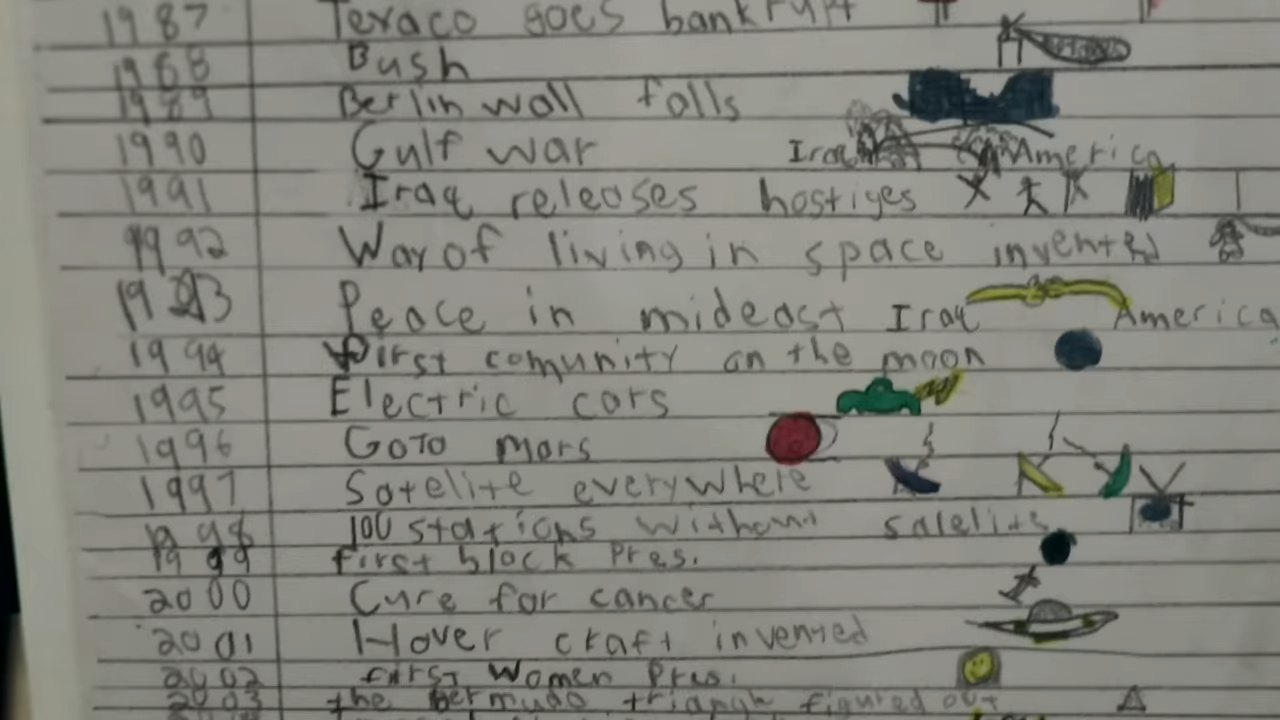 1987 Texaco goes bankrupt
1988 Bush
1989 Berlin wall falls
1990 Gulf war Iraq America
1991 Iraq releases hostiges
1992 Way of living in space invented
1993 Peace in mideast Iraq America
1994 First comunity on the moon
1995 Electric cars
1996 Go To mars
1997 Satelite everywhere
1998 100 stations without satelite
1999 first black Pres.
2000 Cure for cancer
2001 Hover craft invented
2002 first Women Pres.
2003 the bermuda triangle figured out